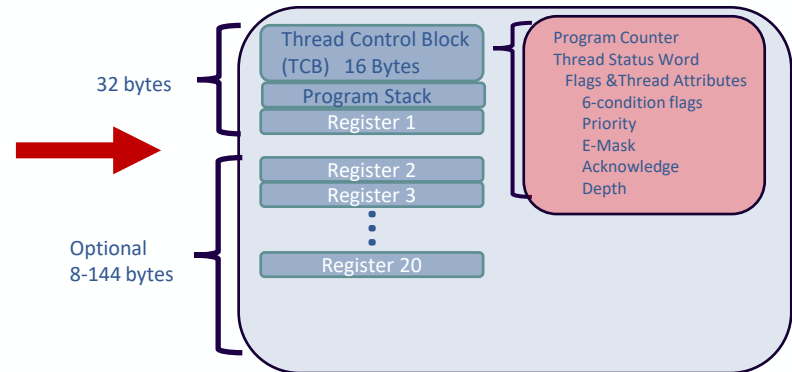 32 bytes
Thread Control Block
(TCB) 16 Bytes
Program Stack
Register 1
Register 2
Register 3
Register 20
Optional
8-144 bytes
Program Counter
Thread Status Word
Flags &Thread Attributes
6-condition flags
Priority
E-Mask
Acknowledge
Depth